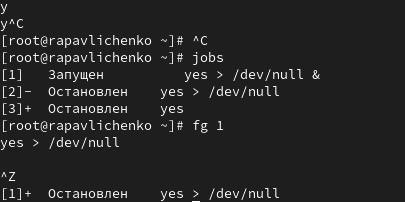 y
y^C
[root@rapavlichenko ~]# ^C
[root@rapavlichenko ~]# jobs
[1]   Запущен          yes > /dev/null &
[2]-  Остановлен    yes > /dev/null
[3]+  Остановлен    yes
[root@rapavlichenko ~]# fg 1
yes > /dev/null
^Z
[1]+  Остановлен    yes > /dev/null